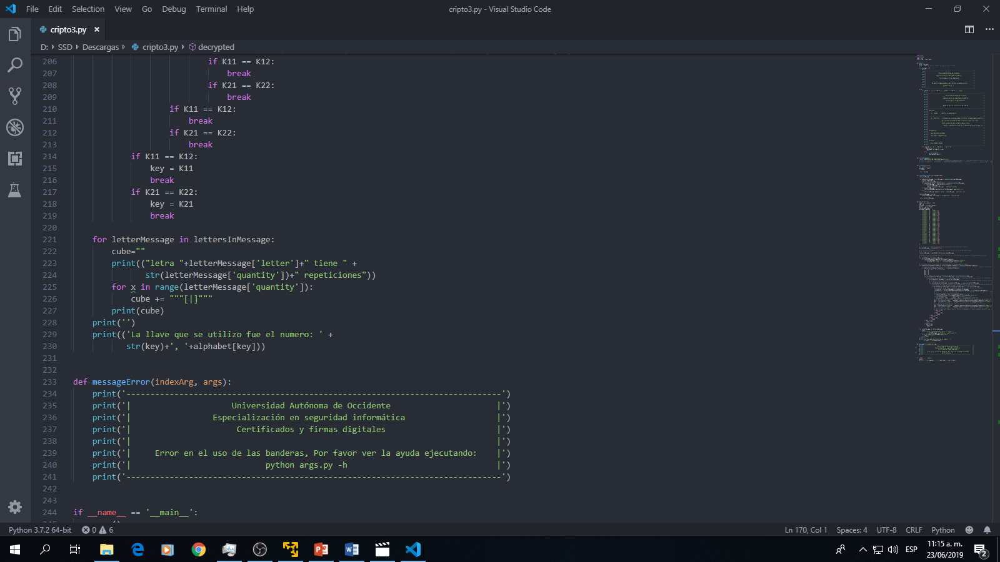 File Edit Selection View Go Debug Terminal Help cripto3.py - Visual Studio Code
cripto3.py
D: SSD Descargas cripto3.py decrypted
206 if K11 == K12:
207 break
208 if K21 == K22:
209 break
210 if K11 == K12:
211 break
212 if K21 == K22:
213 break
214 if K11 == K12:
215 key = K11
216 break
217 if K21 == K22:
218 key = K21
219 break
220
221 for letterMessage in lettersInMessage:
222 cube=""
223 print(("letra "+letterMessage['letter']+" tiene " +
224 str(letterMessage['quantity'])+" repeticiones"))
225 for x in range(letterMessage['quantity']):
226 cube += """[|]"""
227 print(cube)
228 print('')
229 print(('La llave que se utilizo fue el numero: ' +
230 str(key)+', '+alphabet[key]))
231
232
233 def messageError(indexArg, args):
234 print('------------------------------------------------------------------------------')
235 print('| Universidad Autónoma de Occidente |')
236 print('| Especialización en seguridad informática |')
237 print('| Certificados y firmas digitales |')
238 print('| |')
239 print('| Error en el uso de las banderas, Por favor ver la ayuda ejecutando: |')
240 print('| python args.py -h |')
241 print('------------------------------------------------------------------------------')
242
243
244 if __name__ == '__main__':
Python 3.7.2 64-bit 0 6 Ln 170, Col 1 Spaces: 4 UTF-8 CRLF Python
ESP 11:15 a. m.
23/06/2019 2